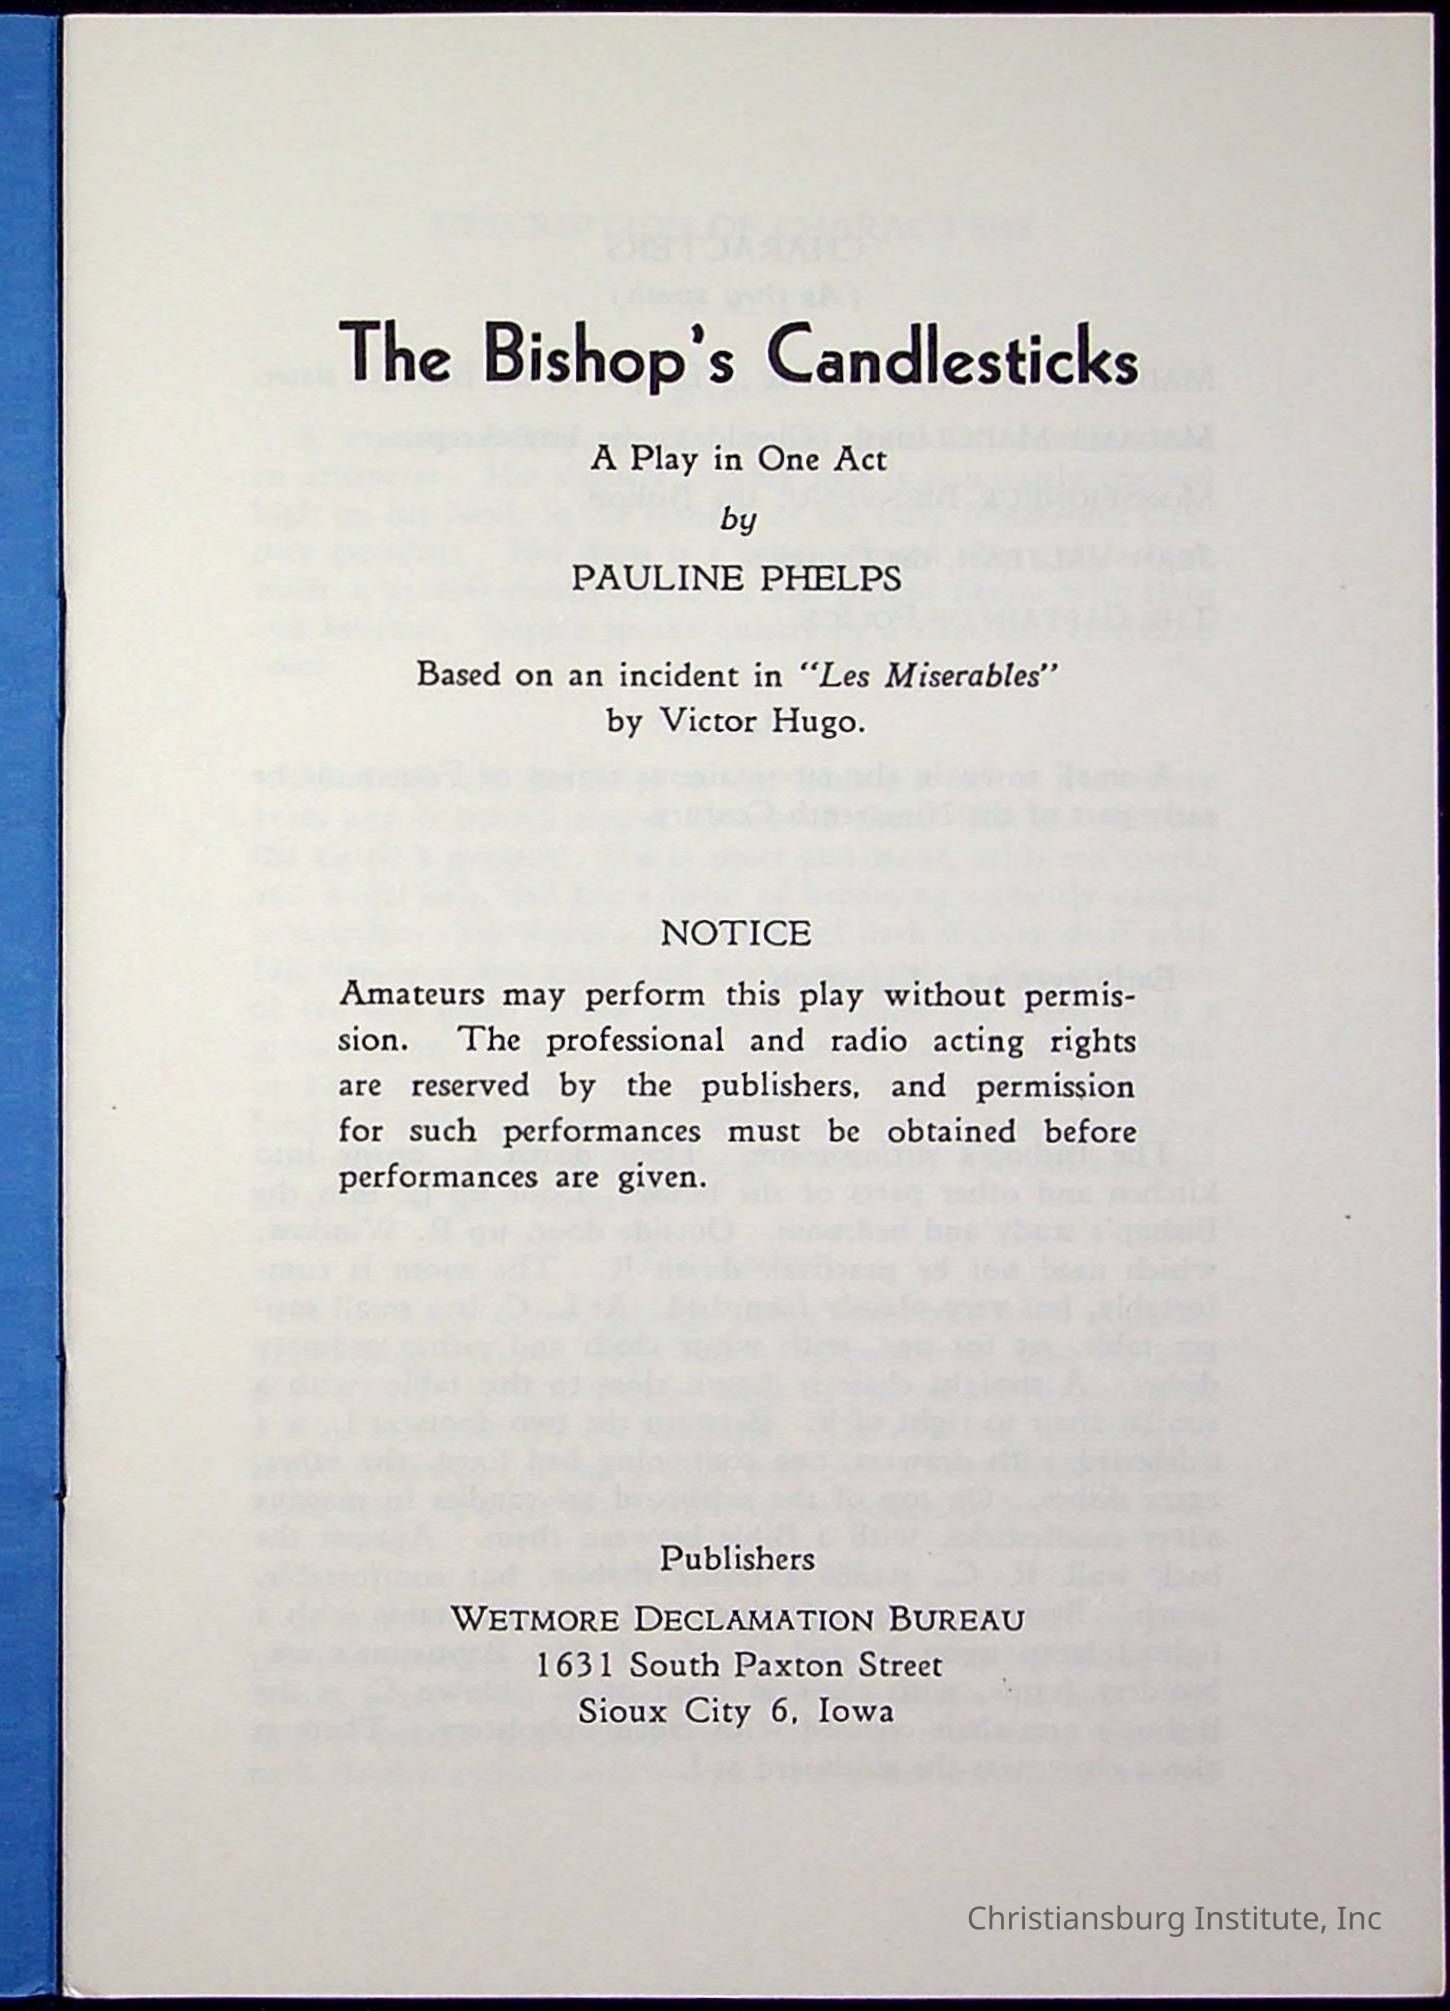 The Bishop's Candlesticks
A Play in One Act
by
PAULINE PHELPS
Based on an incident in "Les Miserables"
by Victor Hugo.
NOTICE
Amateurs may perform this play without permis-
sion. The professional and radio acting rights
are reserved by the publishers, and permission
for such performances must be obtained before
performances are given.
Publishers
WETMORE DECLAMATION BUREAU
1631 South Paxton Street
Sioux City 6, Iowa
Christiansburg Institute, Inc